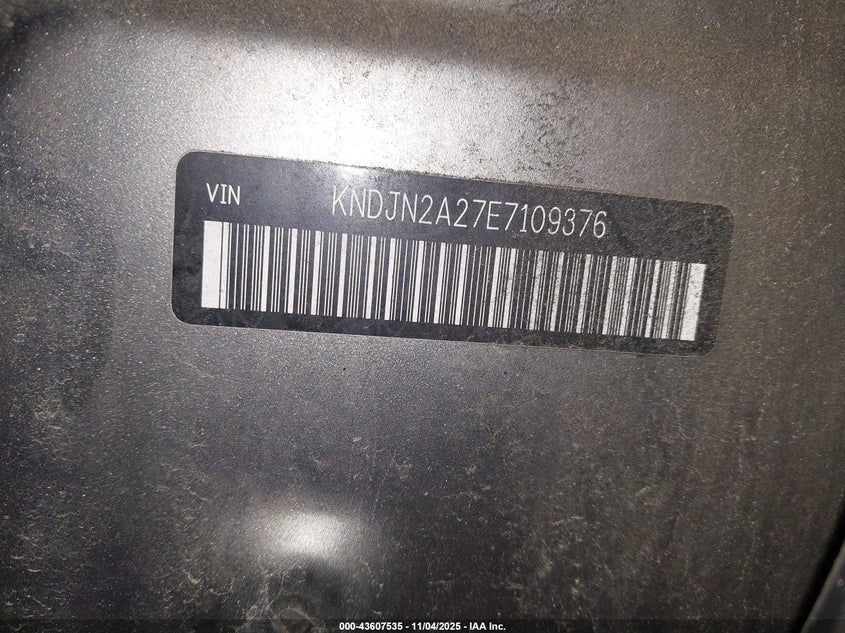 VIN KNDJN2A27E7109376
000-43607535 - 11/04/2025 - IAA Inc.